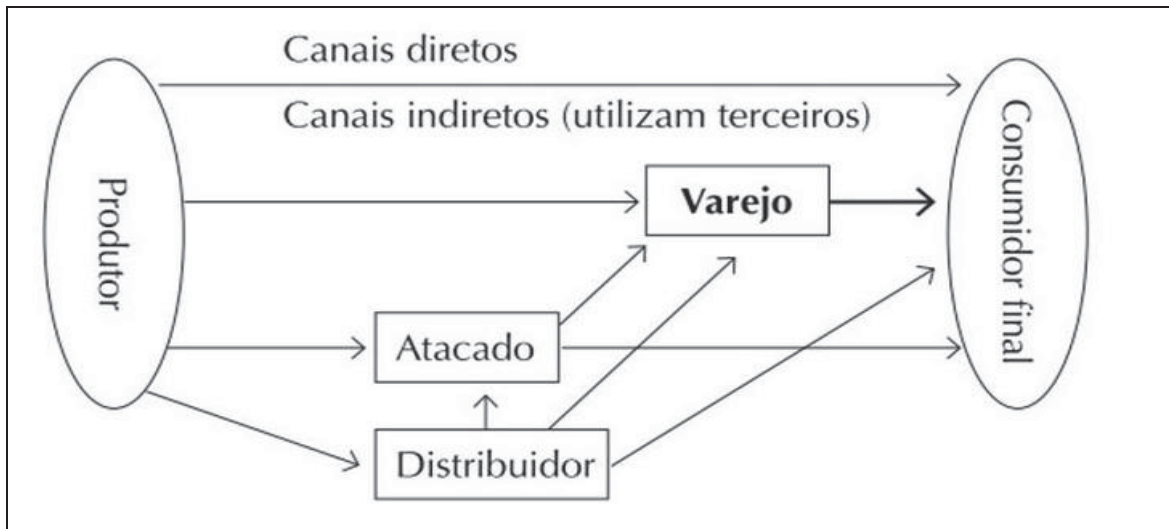 Canais diretos
Canais indiretos (utilizam terceiros)
Produtor
Varejo
Consumidor final
Atacado
Distribuidor